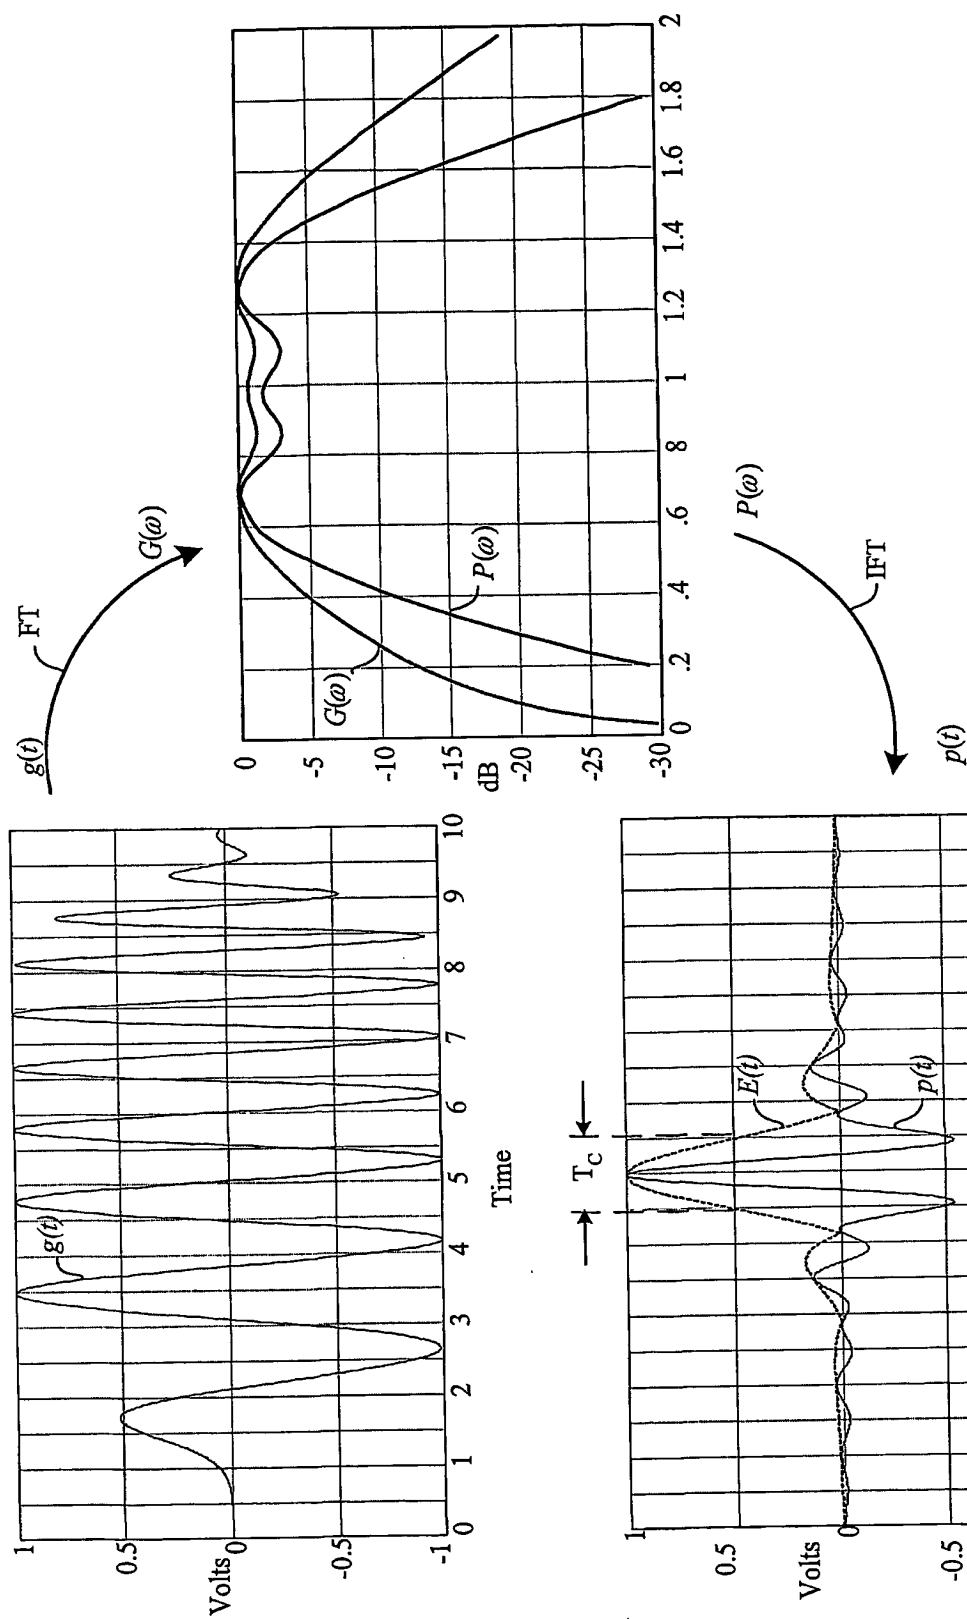 g(t)
FT
G(ω)
1
0.5
Volts
0
-0.5
-1
g(t)
0
1
2
3
4
5
6
7
8
9
10
Time
0
-5
-10
-15
dB
-20
-25
-30
G(ω)
P(ω)
0
.2
.4
.6
.8
1
1.2
1.4
1.6
1.8
2
P(ω)
IFT
p(t)
1
0.5
Volts
0
-0.5
T_C
E(t)
p(t)